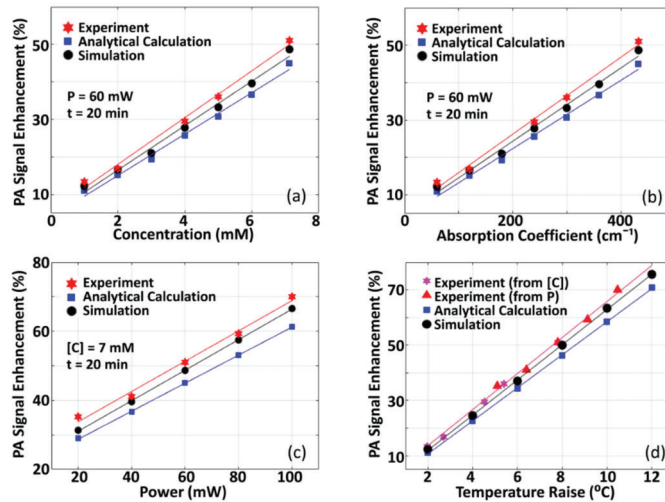 PA Signal Enhancement (%)
50
30
10
Experiment
Analytical Calculation
Simulation
P = 60 mW
t = 20 min
(a)
0 2 4 6 8
Concentration (mM)
PA Signal Enhancement (%)
50
30
10
Experiment
Analytical Calculation
Simulation
P = 60 mW
t = 20 min
(b)
0 200 400
Absorption Coefficient (cm⁻¹)
PA Signal Enhancement (%)
80
60
40
20
Experiment
Analytical Calculation
Simulation
[C] = 7 mM
t = 20 min
(c)
20 40 60 80 100
Power (mW)
PA Signal Enhancement (%)
70
50
30
10
Experiment (from [C])
Experiment (from P)
Analytical Calculation
Simulation
(d)
2 4 6 8 10 12
Temperature Raise (⁰C)